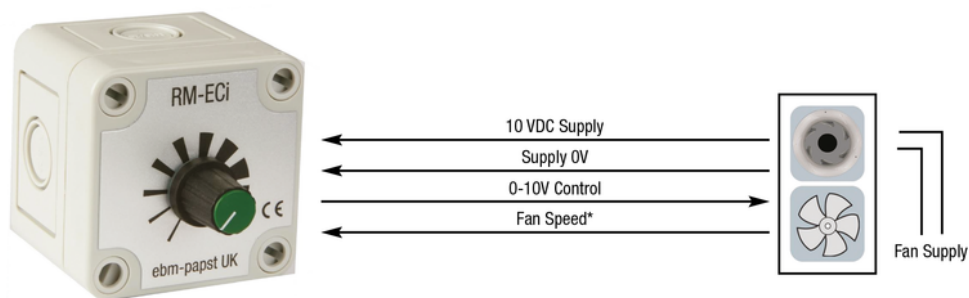 RM-ECi
CE
ebm-papst UK
10 VDC Supply
Supply 0V
0-10V Control
Fan Speed*
Fan Supply